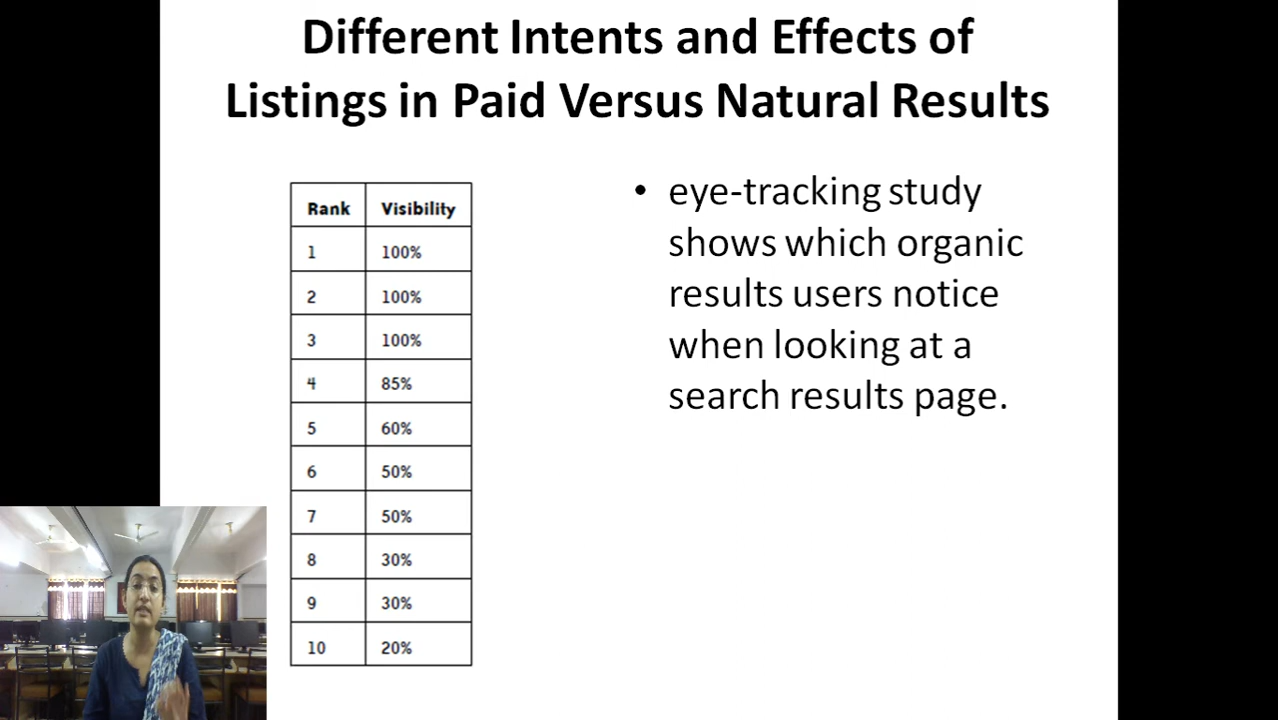 Different Intents and Effects of
Listings in Paid Versus Natural Results
Rank Visibility
1 100%
2 100%
3 100%
4 85%
5 60%
6 50%
7 50%
8 30%
9 30%
10 20%
• eye-tracking study
shows which organic
results users notice
when looking at a
search results page.